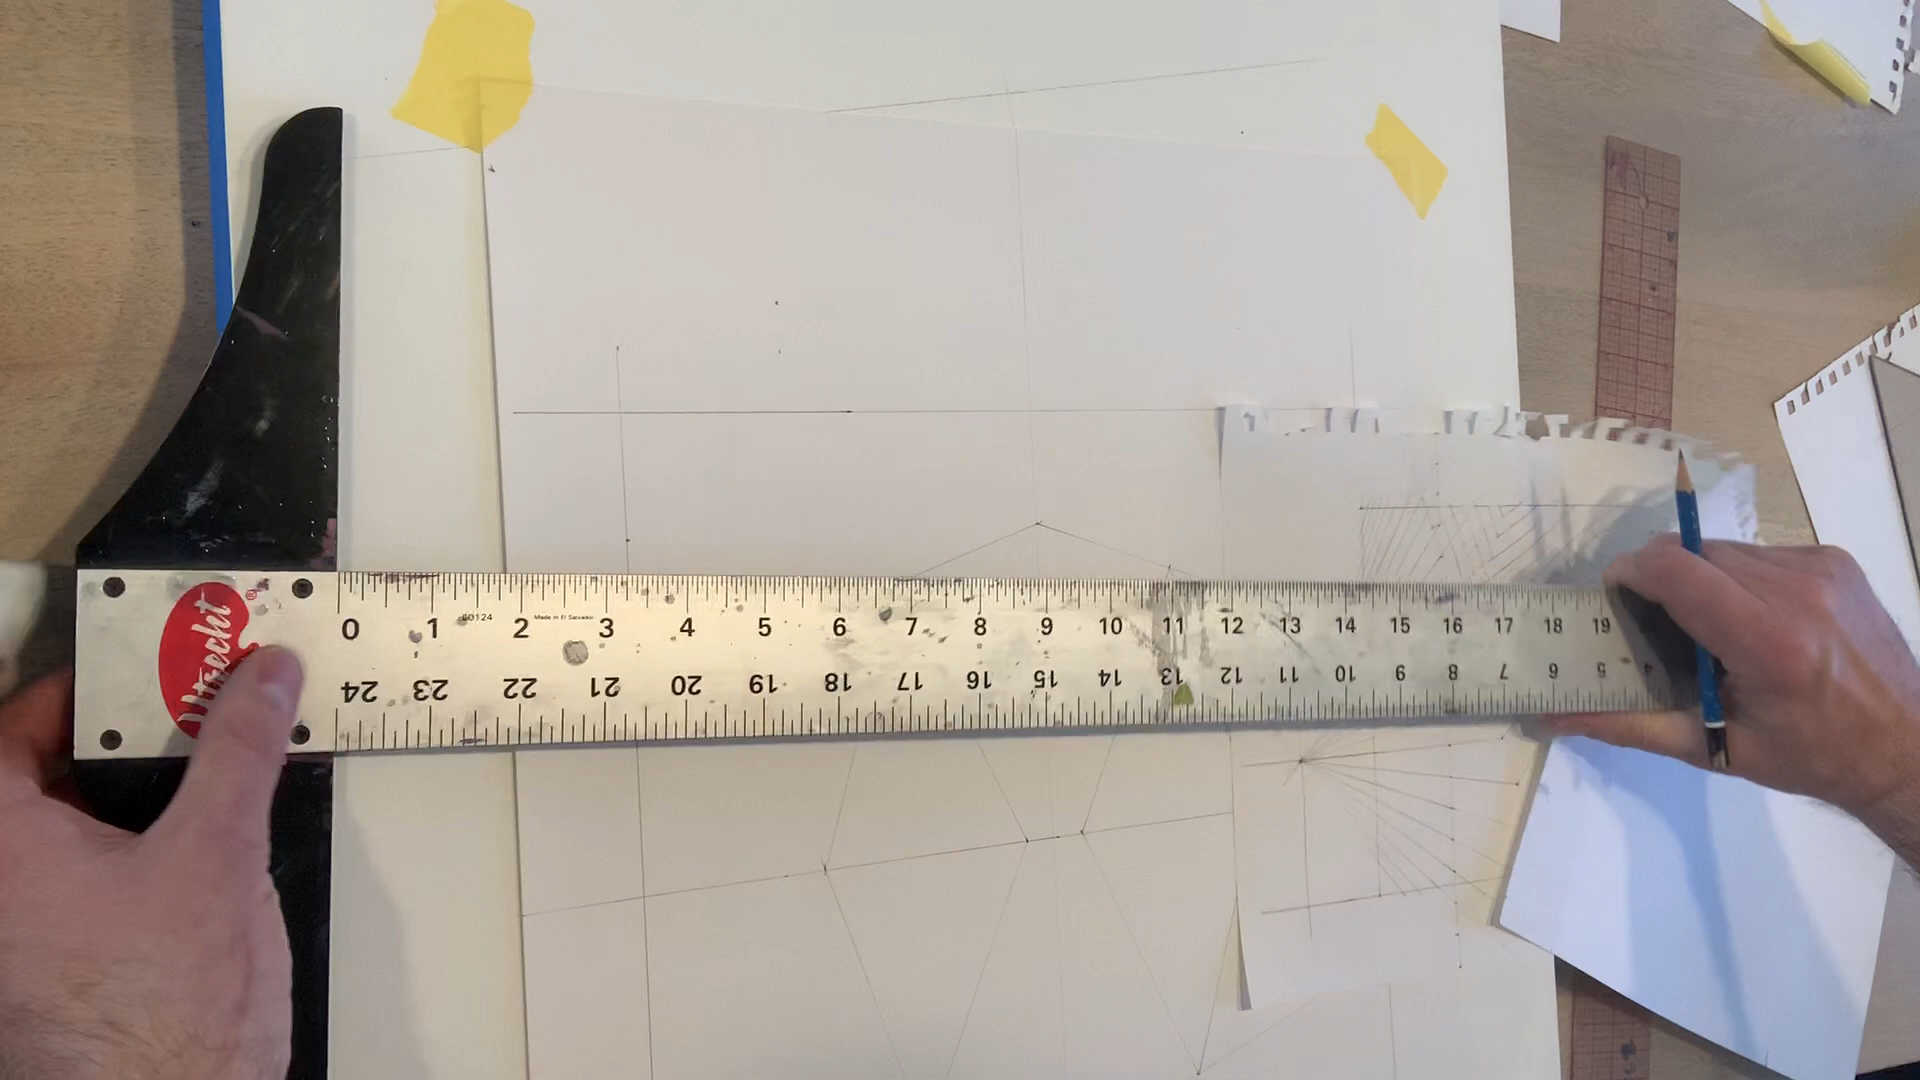 Utrecht ®
60124 Made in El Salvador
0 1 2 3 4 5 6 7 8 9 10 11 12 13 14 15 16 17 18 19
24 23 22 21 20 19 18 17 16 15 14 13 12 11 10 9 8 7 6 5 4